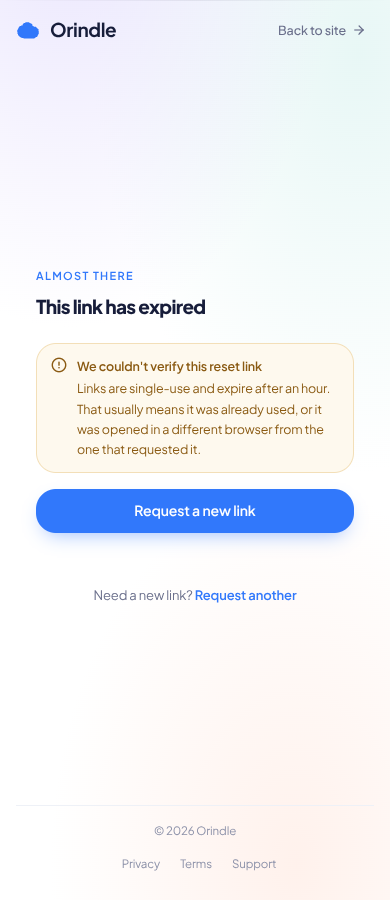 Orindle
Back to site
ALMOST THERE
This link has expired
We couldn't verify this reset link
Links are single-use and expire after an hour.
That usually means it was already used, or it
was opened in a different browser from the
one that requested it.
Request a new link
Need a new link? Request another
© 2026 Orindle
Privacy Terms Support